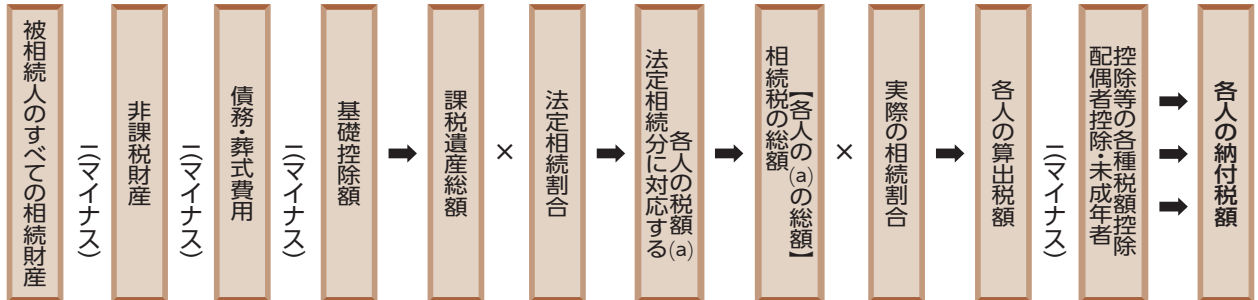 被相続人のすべての相続財産
－(マイナス)
非課税財産
－(マイナス)
債務・葬式費用
－(マイナス)
基礎控除額
➡
課税遺産総額
×
法定相続割合
➡
法定相続分に対応する
各人の税額(a)
➡
相続税の総額
【各人の(a)の総額】
×
実際の相続割合
➡
各人の算出税額
－(マイナス)
配偶者控除・未成年者
控除等の各種税額控除
➡
➡
➡
各人の納付税額